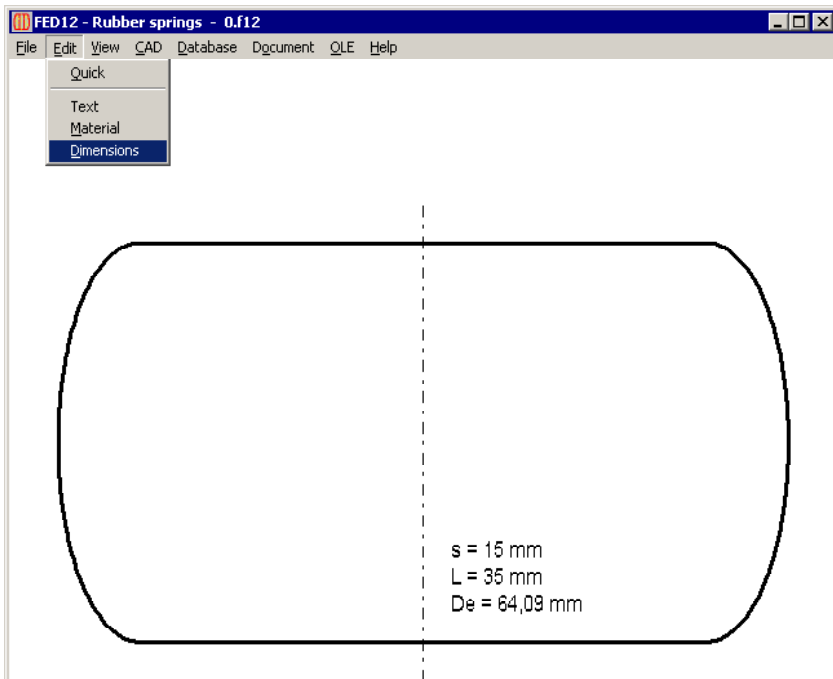 FED12 - Rubber springs - 0.f12
File Edit View CAD Database Document OLE Help
Quick
Text
Material
Dimensions
s = 15 mm
L = 35 mm
De = 64,09 mm